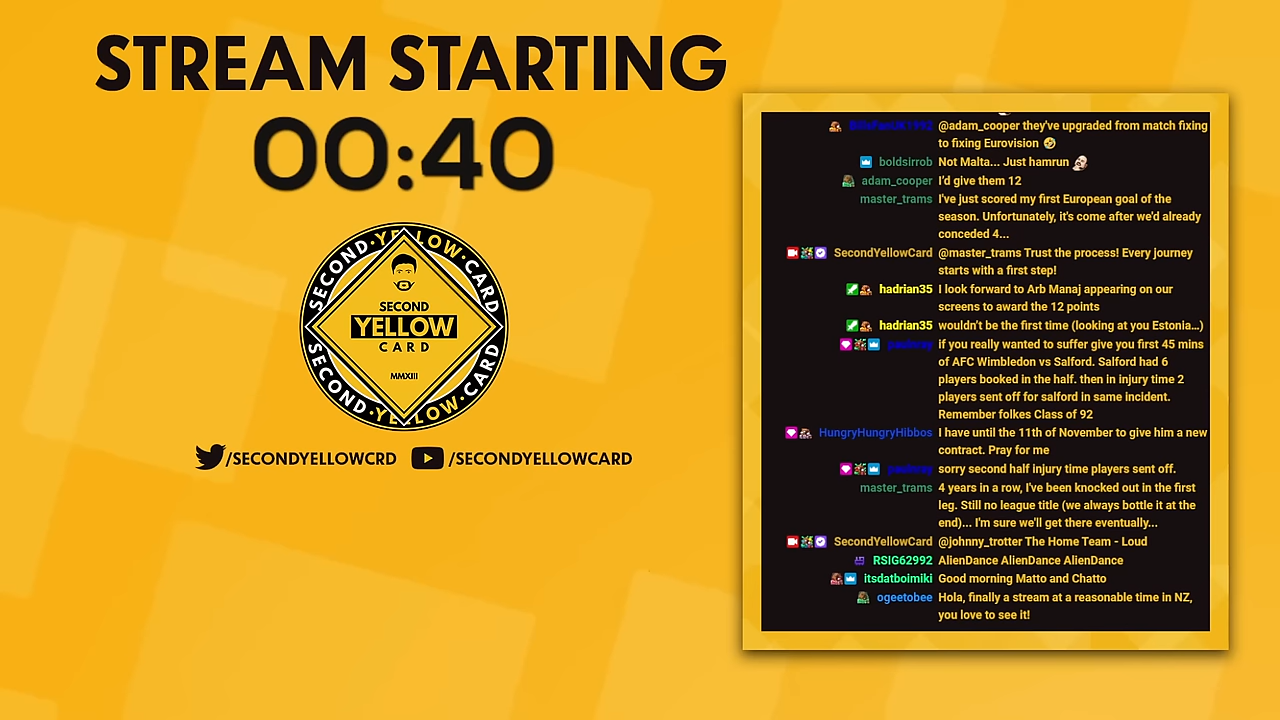 STREAM STARTING
00:40
SECOND·YELLOW·CARD
SECOND
YELLOW
CARD
MMXIII
SECOND·YELLOW·CARD
/SECONDYELLOWCRD /SECONDYELLOWCARD
@adam_cooper they've upgraded from match fixing
to fixing Eurovision 🤣
boldsirrob Not Malta... Just hamrun
adam_cooper I'd give them 12
master_trams I've just scored my first European goal of the
season. Unfortunately, it's come after we'd already
conceded 4...
SecondYellowCard @master_trams Trust the process! Every journey
starts with a first step!
hadrian35 I look forward to Arb Manaj appearing on our
screens to award the 12 points
hadrian35 wouldn't be the first time (looking at you Estonia...)
if you really wanted to suffer give you first 45 mins
of AFC Wimbledon vs Salford. Salford had 6
players booked in the half. then in injury time 2
players sent off for salford in same incident.
Remember folkes Class of 92
HungryHungryHibbos I have until the 11th of November to give him a new
contract. Pray for me
sorry second half injury time players sent off.
master_trams 4 years in a row, I've been knocked out in the first
leg. Still no league title (we always bottle it at the
end)... I'm sure we'll get there eventually...
SecondYellowCard @johnny_trotter The Home Team - Loud
RSIG62992 AlienDance AlienDance AlienDance
itsdatboimiki Good morning Matto and Chatto
ogeetobee Hola, finally a stream at a reasonable time in NZ,
you love to see it!